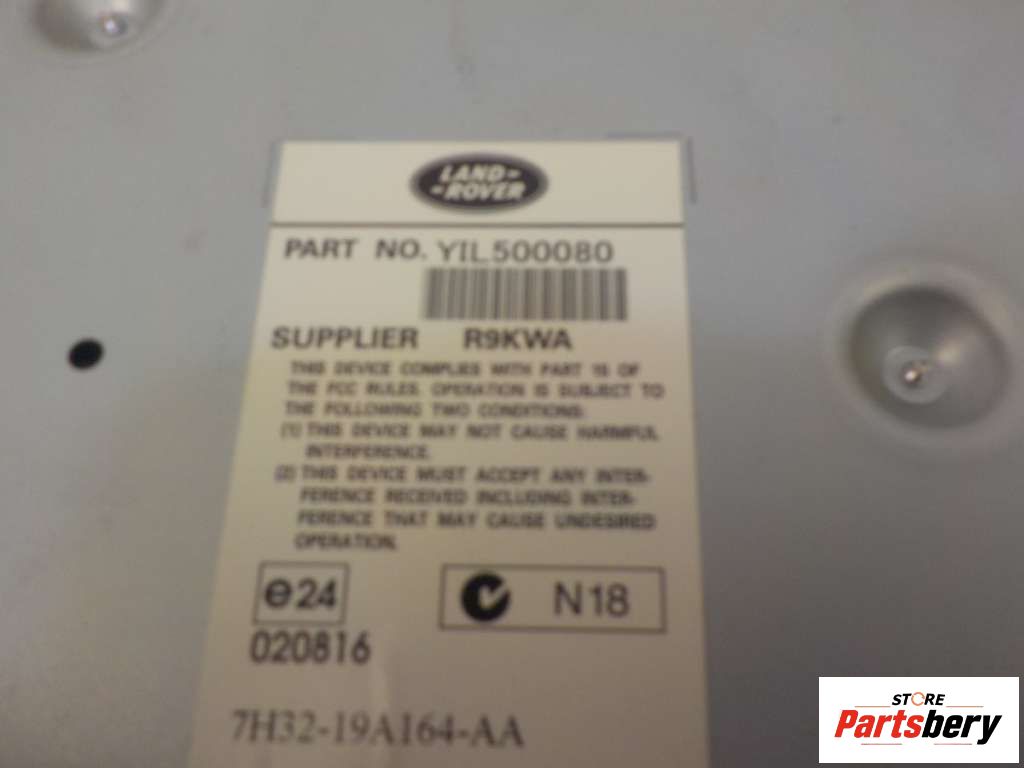 LAND-
-ROVER
PART NO. YIL500080
SUPPLIER R9KWA
THIS DEVICE COMPLIES WITH PART 15 OF
THE FCC RULES. OPERATION IS SUBJECT TO
THE FOLLOWING TWO CONDITIONS:
(1) THIS DEVICE MAY NOT CAUSE HARMFUL
INTERFERENCE.
(2) THIS DEVICE MUST ACCEPT ANY INTER-
FERENCE RECEIVED INCLUDING INTER-
FERENCE THAT MAY CAUSE UNDESIRED
OPERATION.
e24 N18
020816
7H32-19A164-AA
STORE
Partsbery